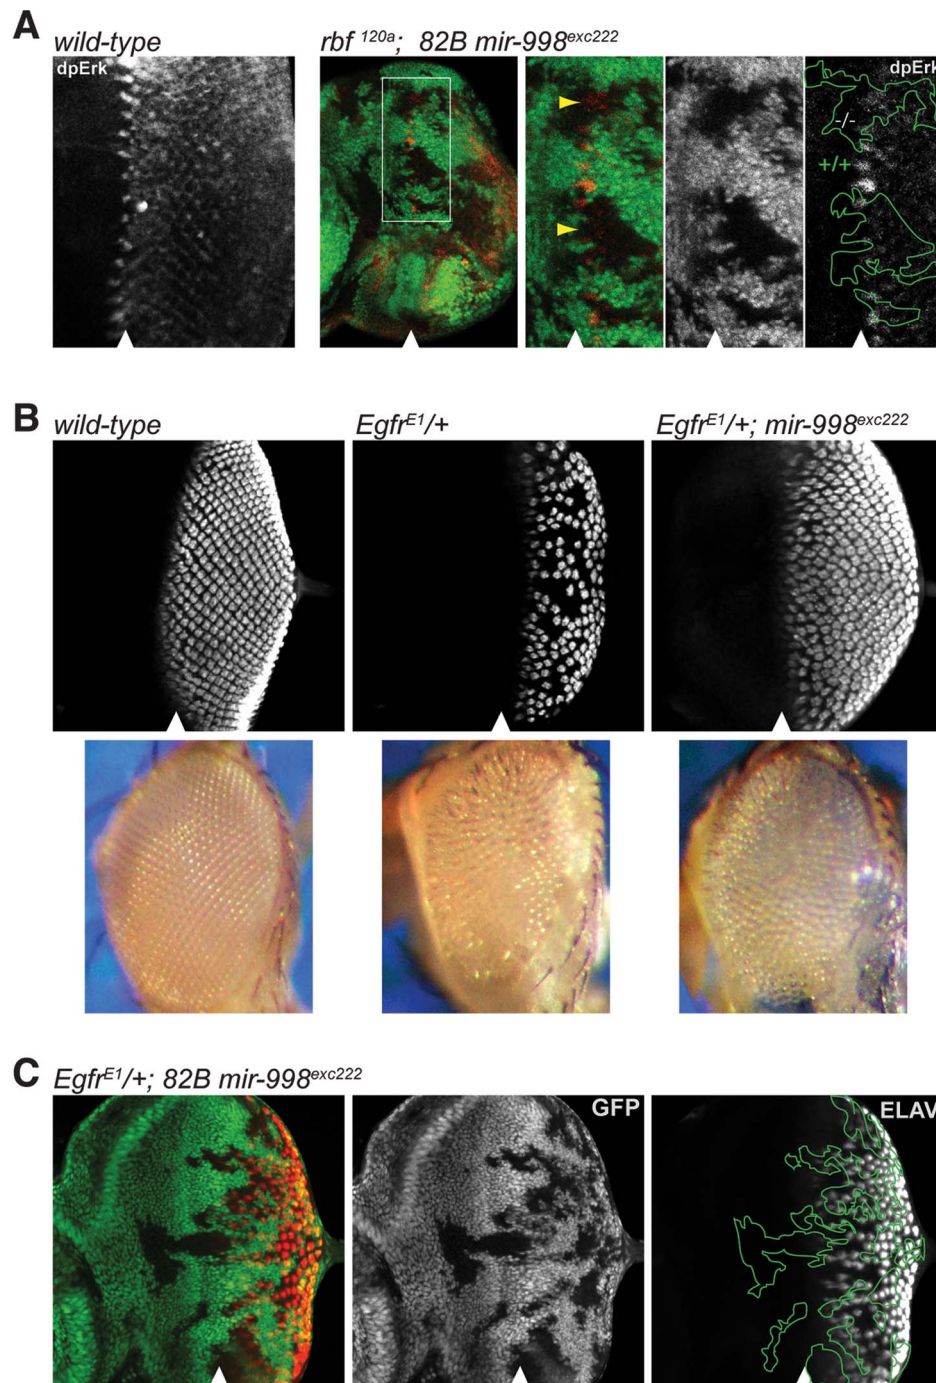 A
wild-type
rbf 120a; 82B mir-998exc222
dpErk
dpErk
-/-
+/+
B
wild-type
EgfrE1/+
EgfrE1/+; mir-998exc222
C
EgfrE1/+; 82B mir-998exc222
GFP
ELAV